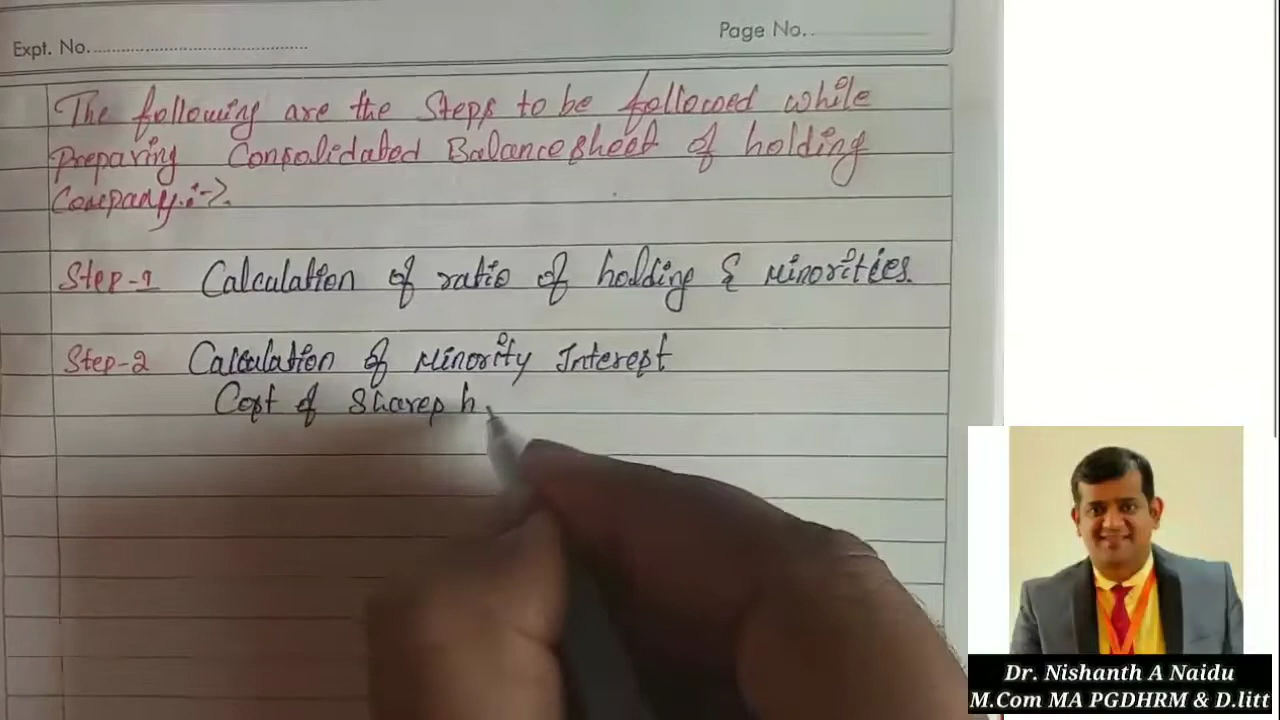 Expt. No.
Page No.
The following are the Steps to be followed while
Preparing Consolidated Balancesheet of holding
Company:->.
Step-1 Calculation of ratio of holding & Minorities.
Step-2 Calculation of Minority Interest
Cost of Shares h
Dr. Nishanth A Naidu
M.Com MA PGDHRM & D.litt